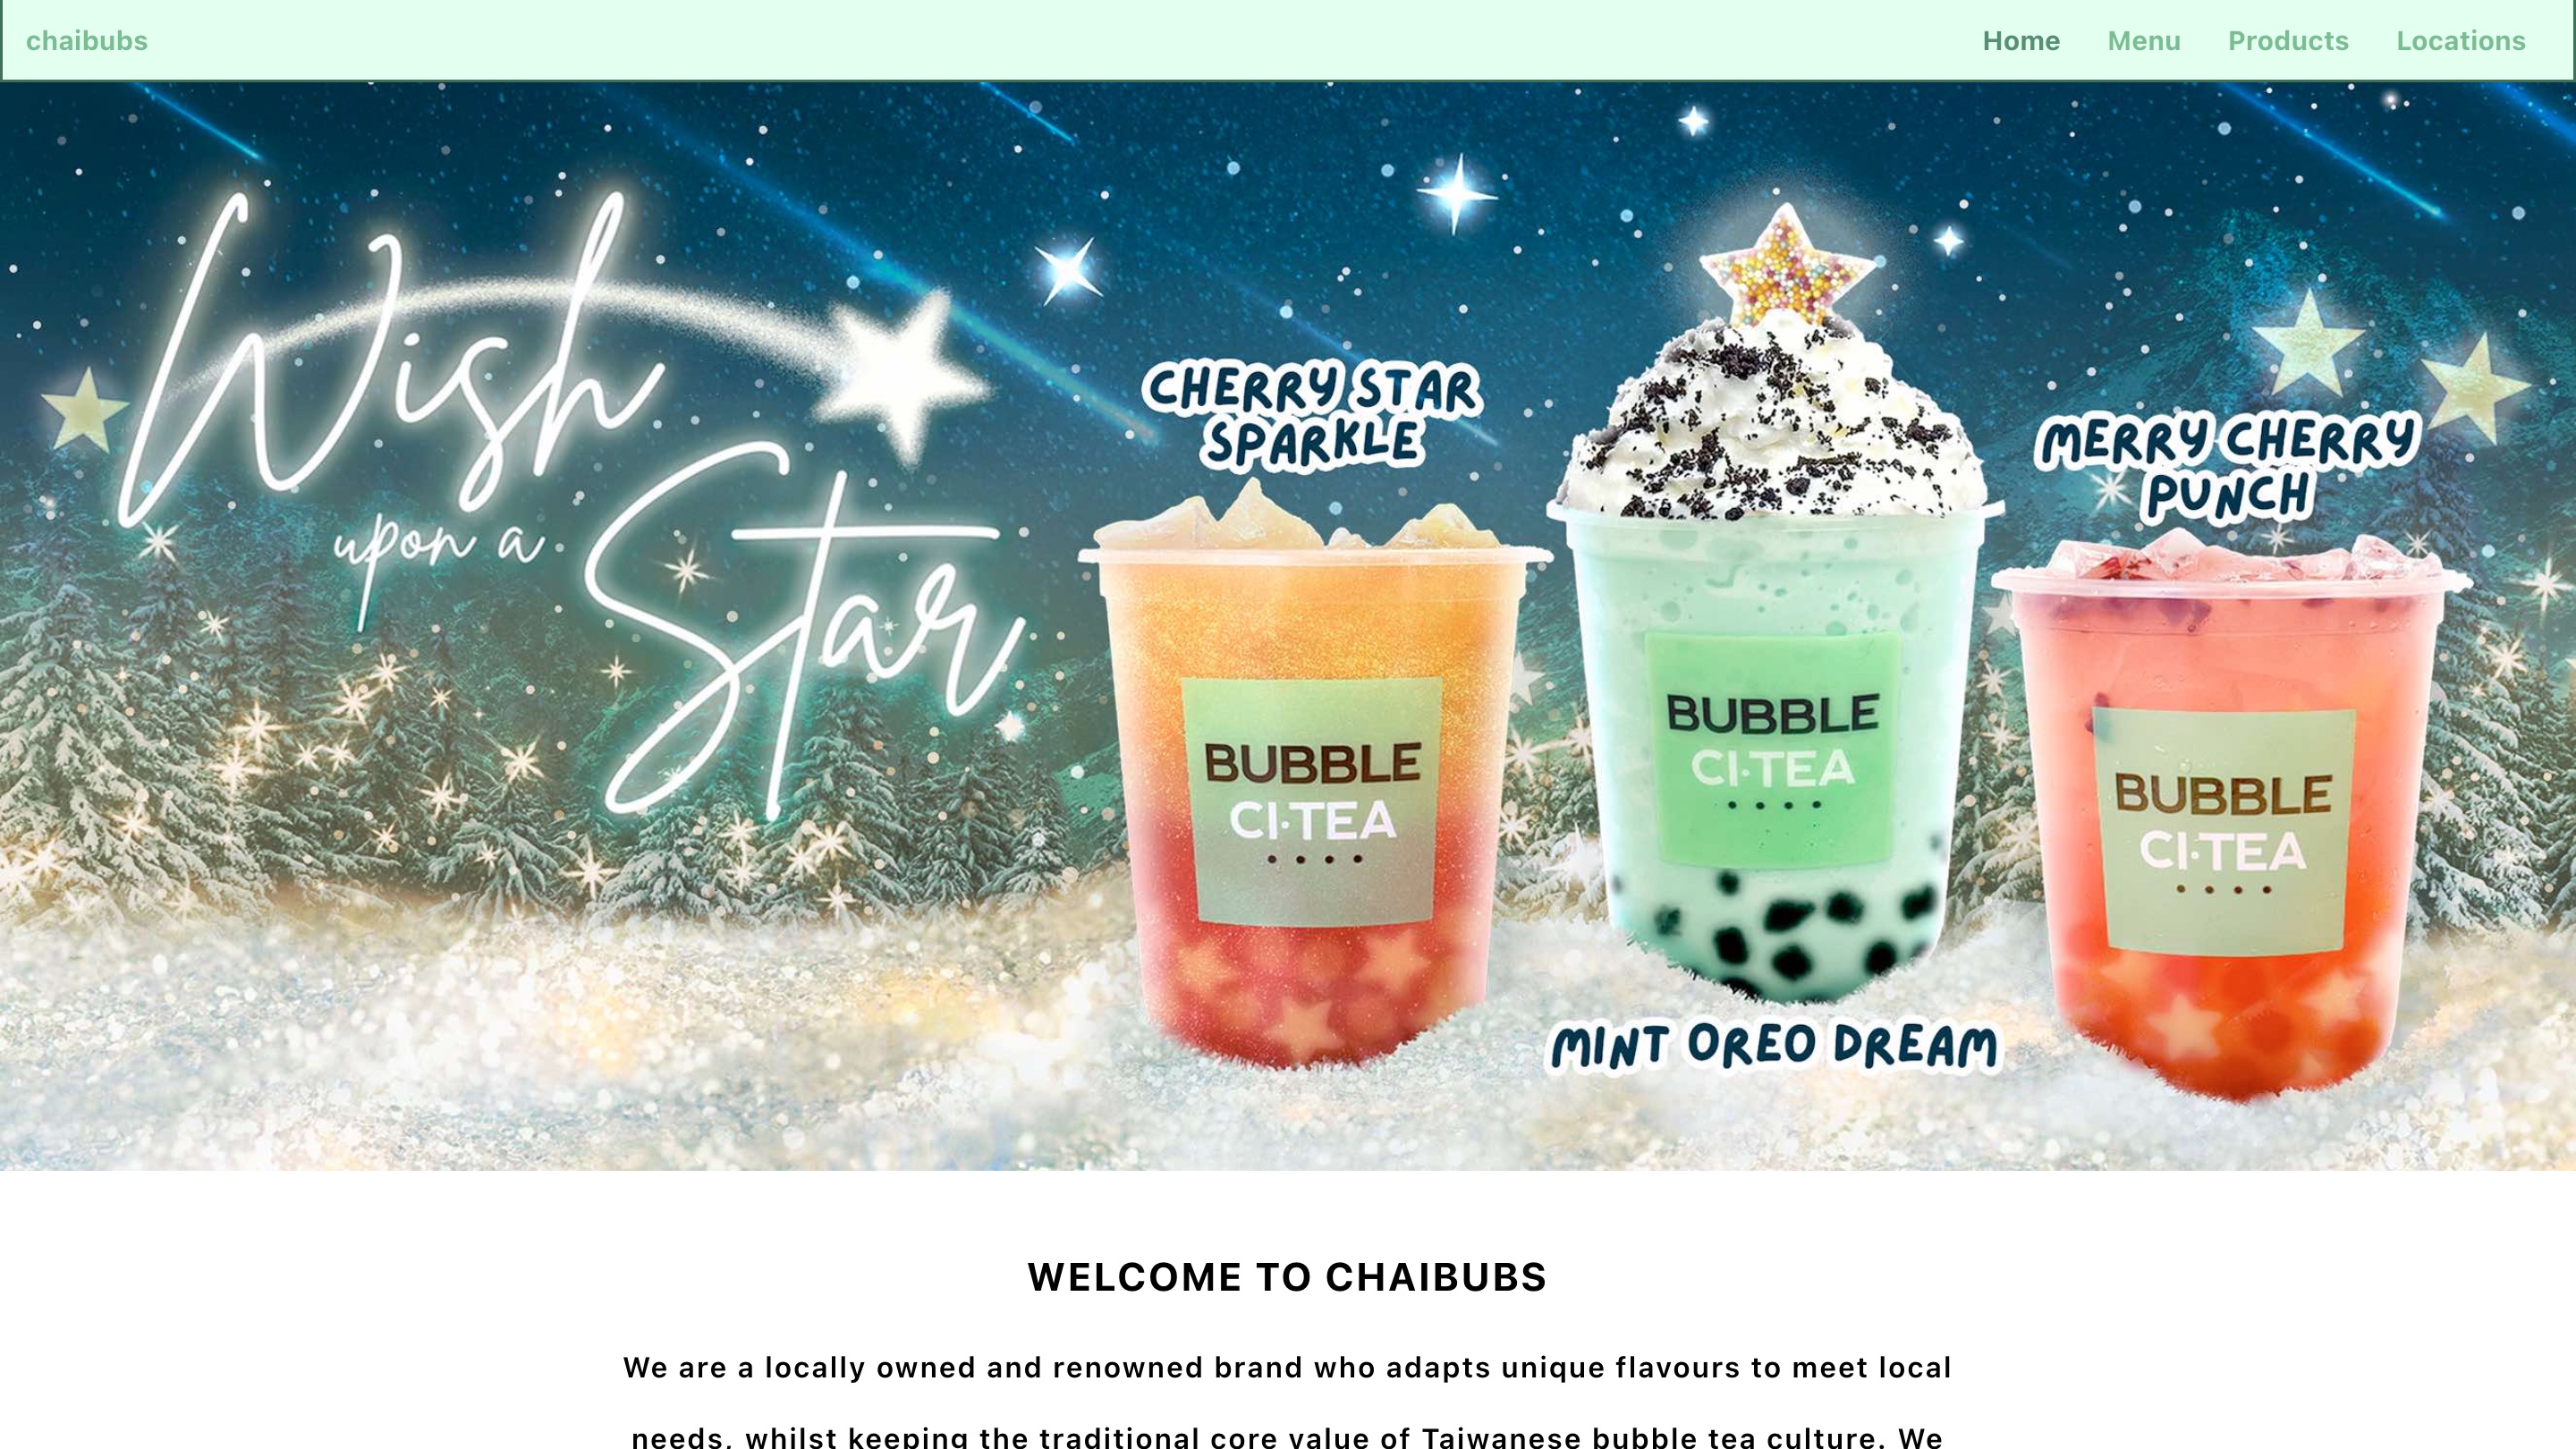 chaibubs
Home Menu Products Locations
Wish
upon a
Star
CHERRY STAR
SPARKLE
MERRY CHERRY
PUNCH
BUBBLE
CI·TEA
BUBBLE
CI·TEA
BUBBLE
CI·TEA
MINT OREO DREAM
WELCOME TO CHAIBUBS
We are a locally owned and renowned brand who adapts unique flavours to meet local
needs, whilst keeping the traditional core value of Taiwanese bubble tea culture. We